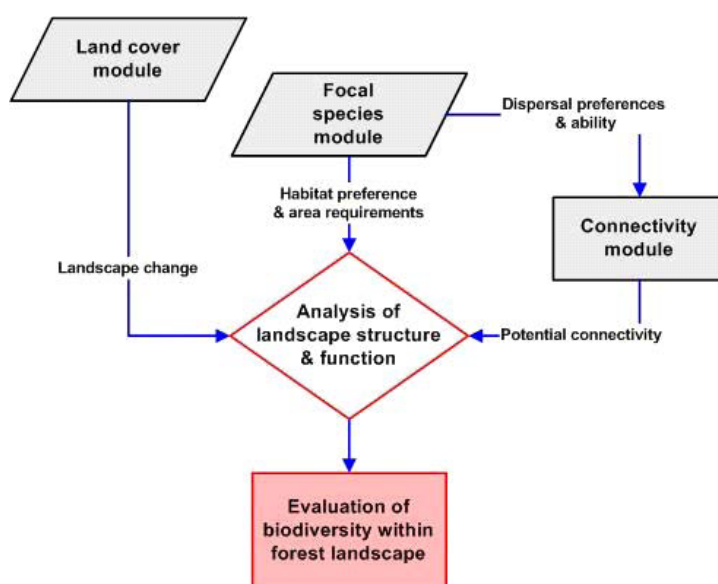 Land cover
module
Focal
species
module
Dispersal preferences
& ability
Habitat preference
& area requirements
Connectivity
module
Landscape change
Analysis of
landscape structure
& function
Potential connectivity
Evaluation of
biodiversity within
forest landscape